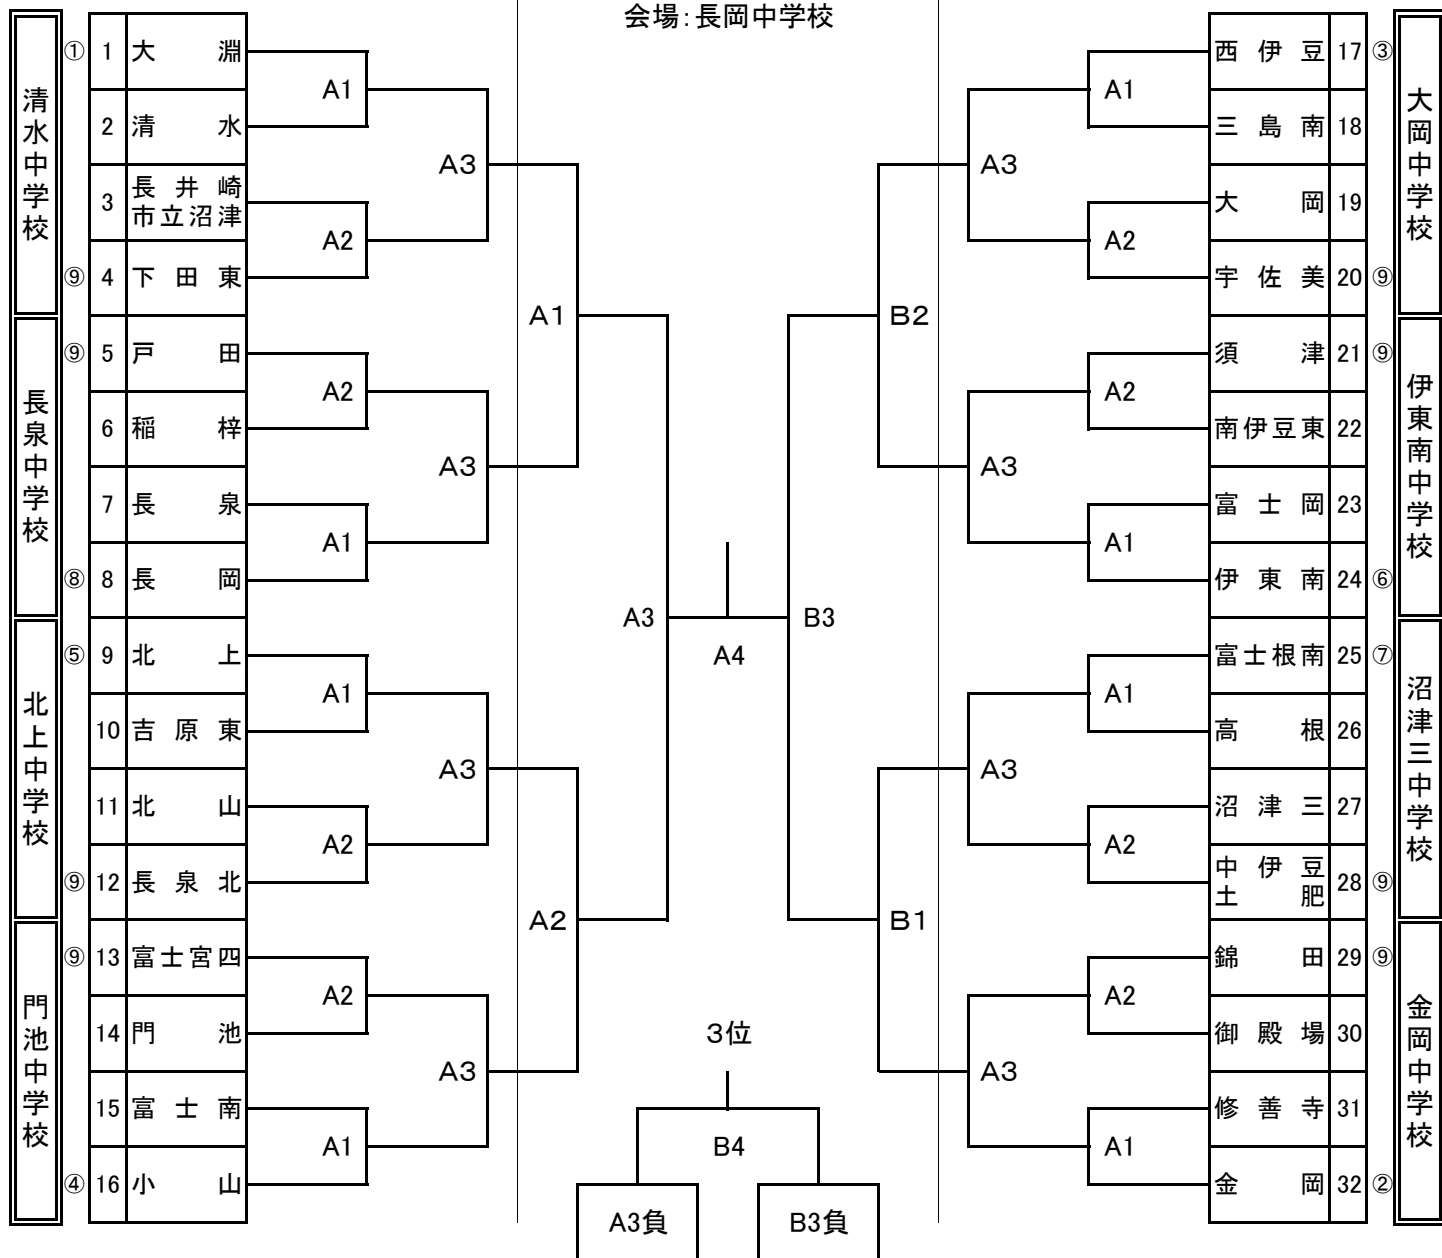 会場：長岡中学校
清水中学校
① 1 大淵
2 清水
3 長井崎
市立沼津
⑨ 4 下田東
A1
A2
A3
長泉中学校
⑨ 5 戸田
6 稲梓
7 長泉
⑧ 8 長岡
A2
A1
A3
A1
北上中学校
⑤ 9 北上
10 吉原東
11 北山
⑨ 12 長泉北
A1
A2
A3
門池中学校
⑨ 13 富士宮四
14 門池
15 富士南
④ 16 小山
A2
A1
A3
A2
A3
A4
B3
3位
B4
A3負
B3負
大岡中学校
西伊豆 17 ③
三島南 18
大岡 19
宇佐美 20 ⑨
A1
A2
A3
B2
伊東南中学校
須津 21 ⑨
南伊豆東 22
富士岡 23
伊東南 24 ⑥
A2
A1
A3
沼津三中学校
富士根南 25 ⑦
高根 26
沼津三 27
中伊豆
土肥 28 ⑨
A1
A2
A3
B1
金岡中学校
錦田 29 ⑨
御殿場 30
修善寺 31
金岡 32 ②
A2
A1
A3